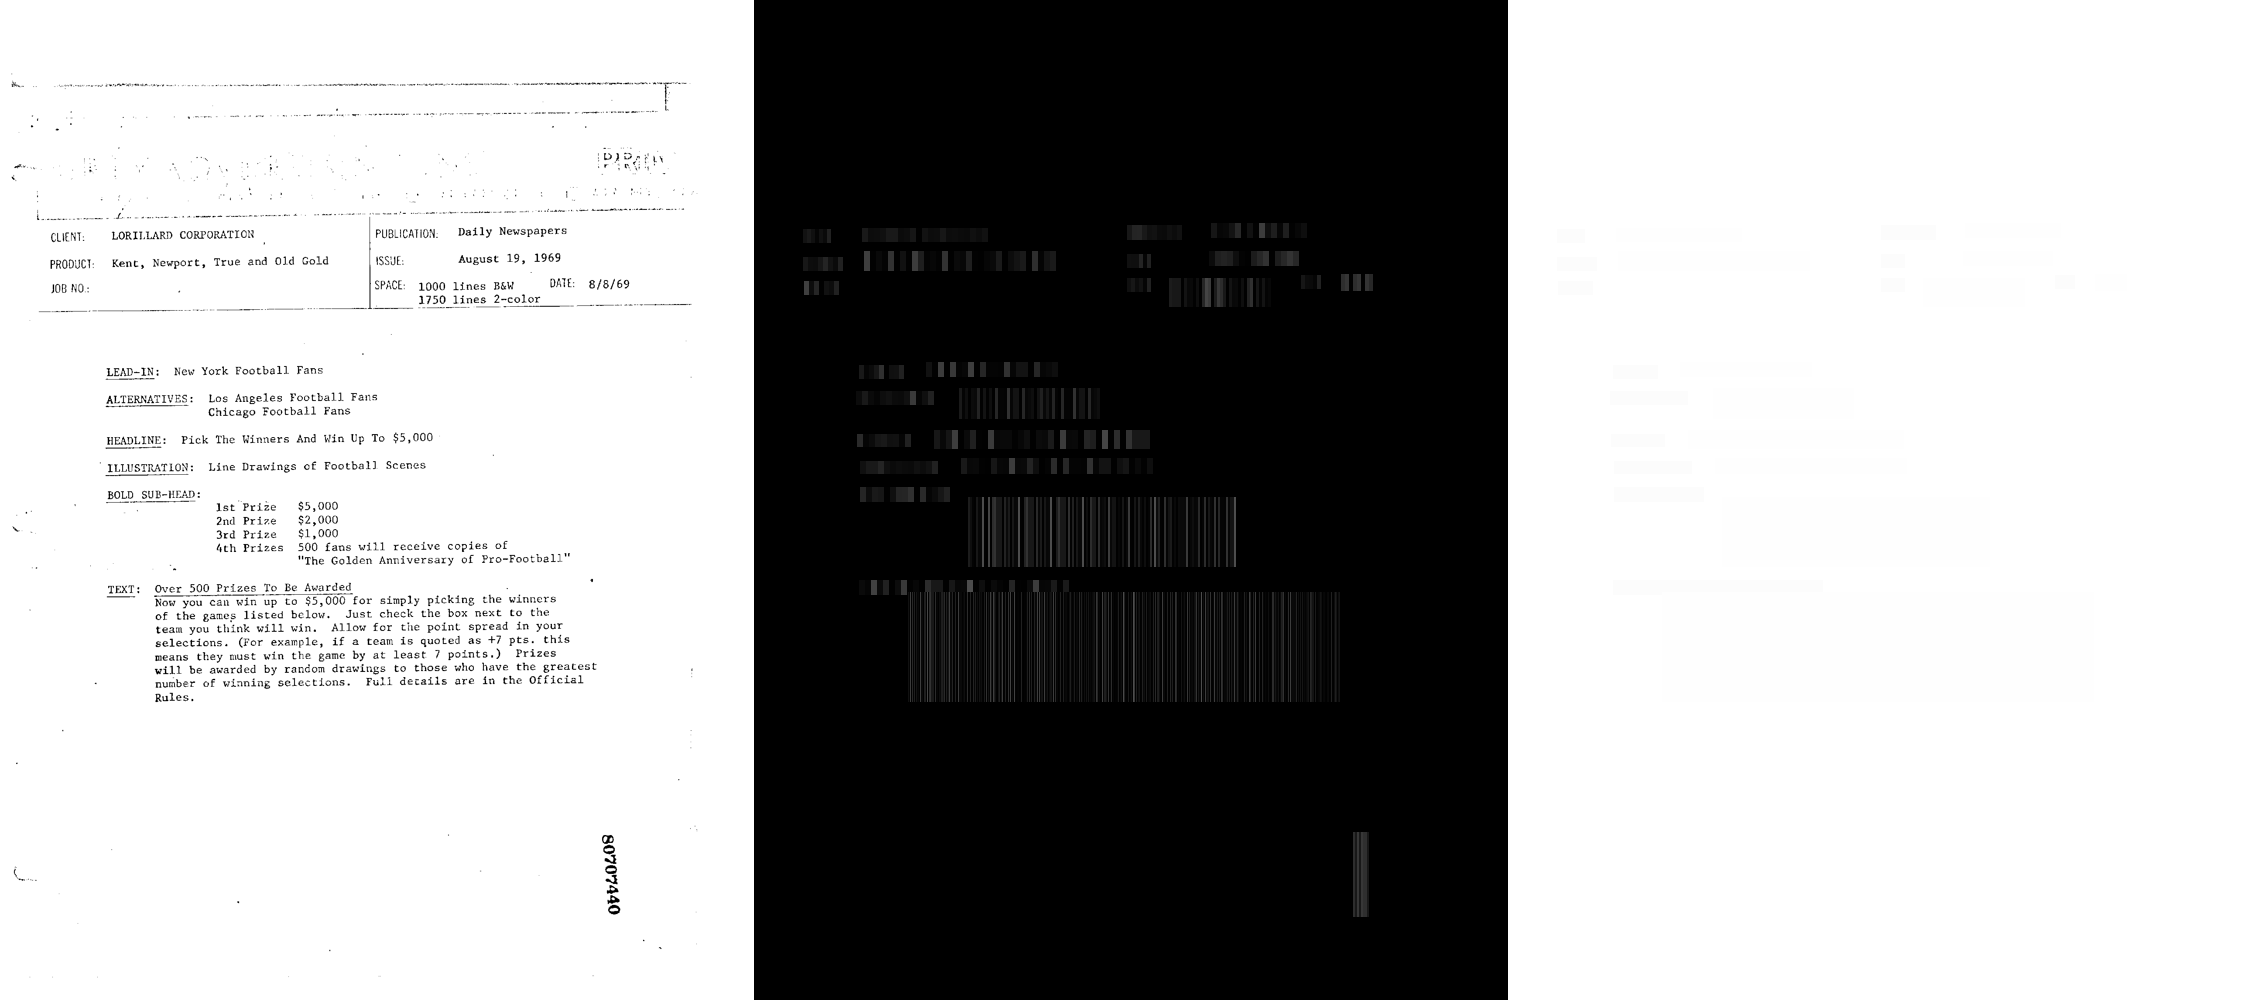 CLIENT: LORILLARD CORPORATION PUBLICATION: Daily Newspapers
PRODUCT: Kent, Newport, True and Old Gold ISSUE: August 19, 1969
JOB NO.: SPACE: 1000 lines B&W DATE: 8/8/69
1750 lines 2-color
LEAD-IN: New York Football Fans
ALTERNATIVES: Los Angeles Football Fans
Chicago Football Fans
HEADLINE: Pick The Winners And Win Up To $5,000
ILLUSTRATION: Line Drawings of Football Scenes
BOLD SUB-HEAD:
1st Prize $5,000
2nd Prize $2,000
3rd Prize $1,000
4th Prizes 500 fans will receive copies of
"The Golden Anniversary of Pro-Football"
TEXT: Over 500 Prizes To Be Awarded
Now you can win up to $5,000 for simply picking the winners
of the games listed below. Just check the box next to the
team you think will win. Allow for the point spread in your
selections. (For example, if a team is quoted as +7 pts. this
means they must win the game by at least 7 points.) Prizes
will be awarded by random drawings to those who have the greatest
number of winning selections. Full details are in the Official
Rules.
80707440